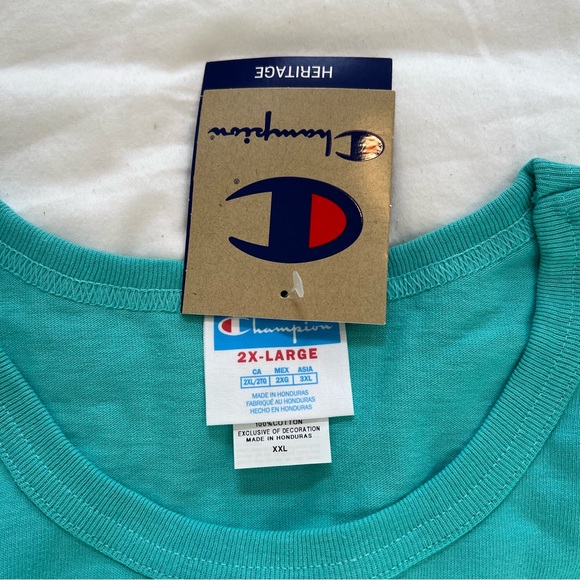 HERITAGE
Champion
®
Champion
2X-LARGE
CA MEX ASIA
2XL/2TG 2XG 3XL
MADE IN HONDURAS
FABRIQUÉ AU HONDURAS
HECHO EN HONDURAS
100% COTTON
EXCLUSIVE OF DECORATION
MADE IN HONDURAS
XXL